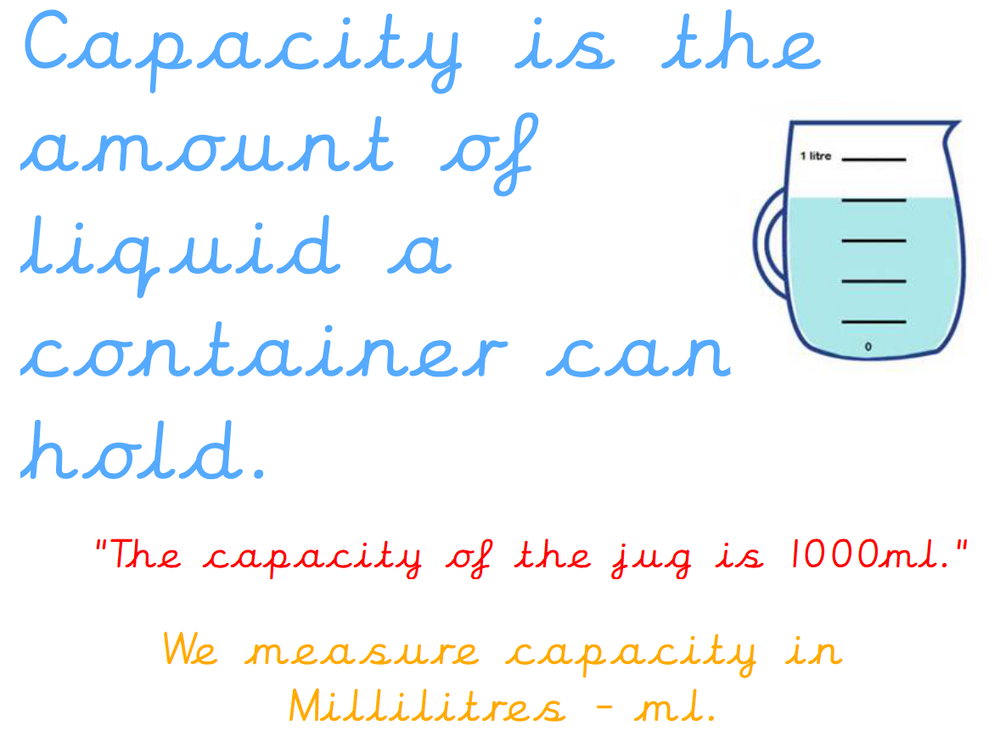 Capacity is the
amount of
liquid a
container can
hold.
1 litre
0
"The capacity of the jug is 1000ml."
We measure capacity in
Millilitres - ml.